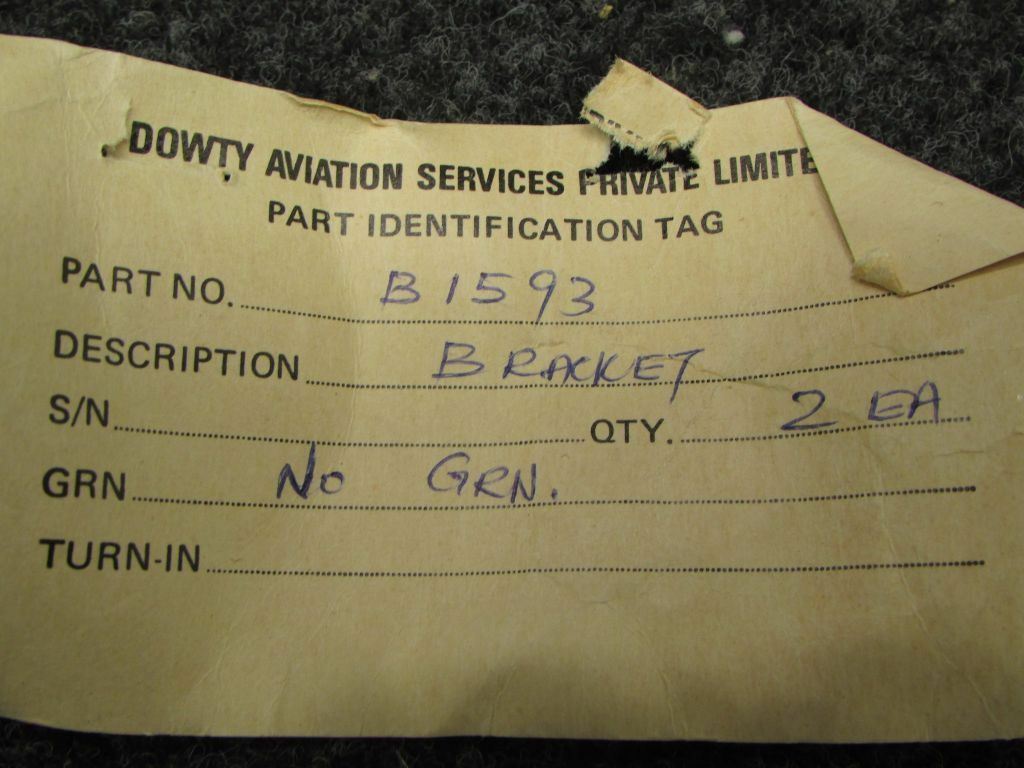 DOWTY AVIATION SERVICES PRIVATE LIMITE
PART IDENTIFICATION TAG
PART NO. B1593
DESCRIPTION BRACKET
S/N QTY. 2 EA
GRN No GRN.
TURN-IN